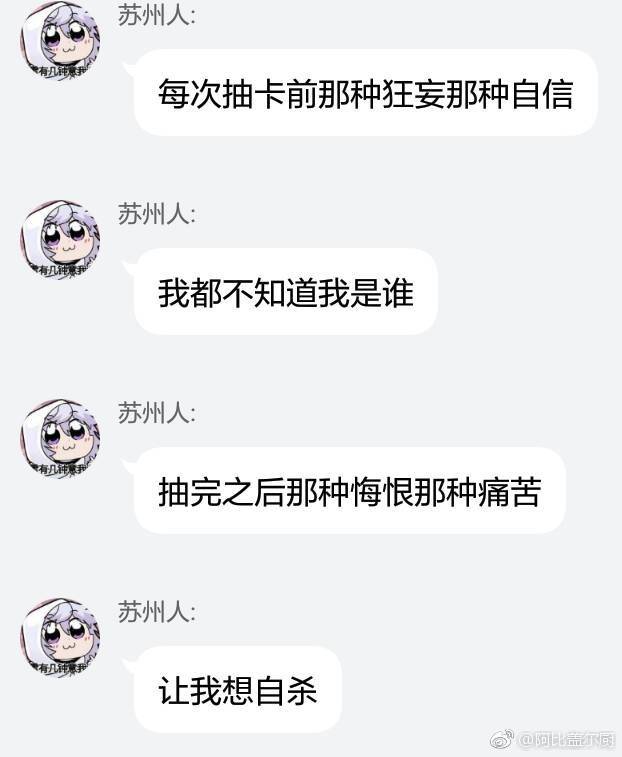 苏州人:
每次抽卡前那种狂妄那种自信
苏州人:
我都不知道我是谁
苏州人:
抽完之后那种悔恨那种痛苦
苏州人:
让我想自杀
@阿比盖尔厨